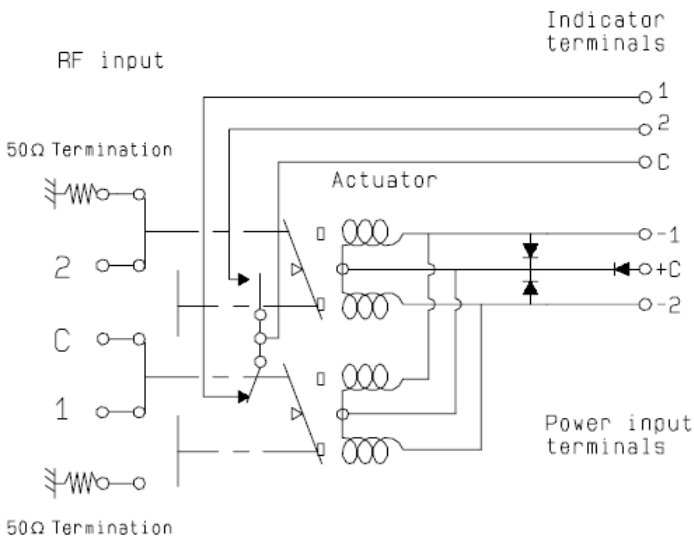 Indicator
terminals
RF input
1
2
50Ω Termination
C
Actuator
-1
2
+C
-2
C
1
Power input
terminals
50Ω Termination